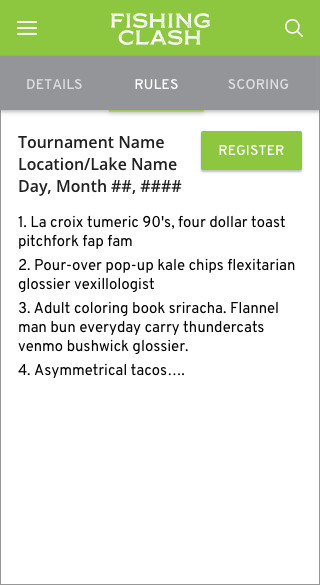 FISHING
CLASH
DETAILS RULES SCORING
Tournament Name
Location/Lake Name
Day, Month ##, ####
REGISTER
1. La croix tumeric 90's, four dollar toast
pitchfork fap fam
2. Pour-over pop-up kale chips flexitarian
glossier vexillologist
3. Adult coloring book sriracha. Flannel
man bun everyday carry thundercats
venmo bushwick glossier.
4. Asymmetrical tacos....